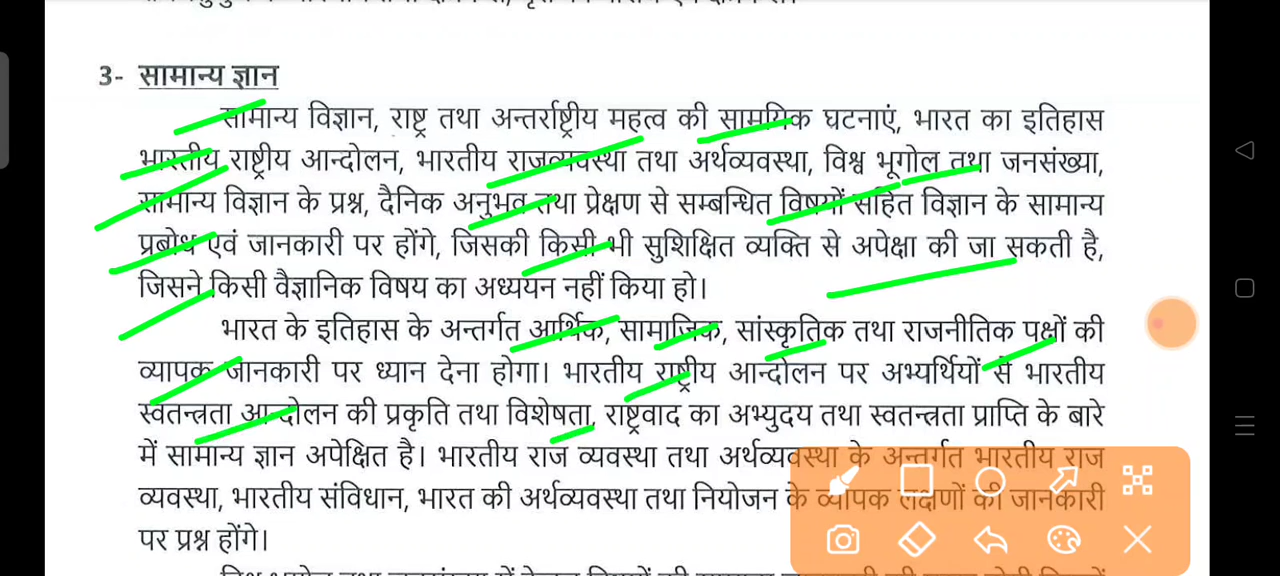 3- सामान्य ज्ञान
सामान्य विज्ञान, राष्ट्र तथा अन्तर्राष्ट्रीय महत्व की सामयिक घटनाएं, भारत का इतिहास
भारतीय राष्ट्रीय आन्दोलन, भारतीय राजव्यवस्था तथा अर्थव्यवस्था, विश्व भूगोल तथा जनसंख्या,
सामान्य विज्ञान के प्रश्न, दैनिक अनुभव तथा प्रेक्षण से सम्बन्धित विषयों सहित विज्ञान के सामान्य
प्रबोध एवं जानकारी पर होंगे, जिसकी किसी भी सुशिक्षित व्यक्ति से अपेक्षा की जा सकती है,
जिसने किसी वैज्ञानिक विषय का अध्ययन नहीं किया हो।
भारत के इतिहास के अन्तर्गत आर्थिक, सामाजिक, सांस्कृतिक तथा राजनीतिक पक्षों की
व्यापक जानकारी पर ध्यान देना होगा। भारतीय राष्ट्रीय आन्दोलन पर अभ्यर्थियों से भारतीय
स्वतन्त्रता आन्दोलन की प्रकृति तथा विशेषता, राष्ट्रवाद का अभ्युदय तथा स्वतन्त्रता प्राप्ति के बारे
में सामान्य ज्ञान अपेक्षित है। भारतीय राज व्यवस्था तथा अर्थव्यवस्था के अन्तर्गत भारतीय राज
व्यवस्था, भारतीय संविधान, भारत की अर्थव्यवस्था तथा नियोजन के व्यापक लक्षणों की जानकारी
पर प्रश्न होंगे।